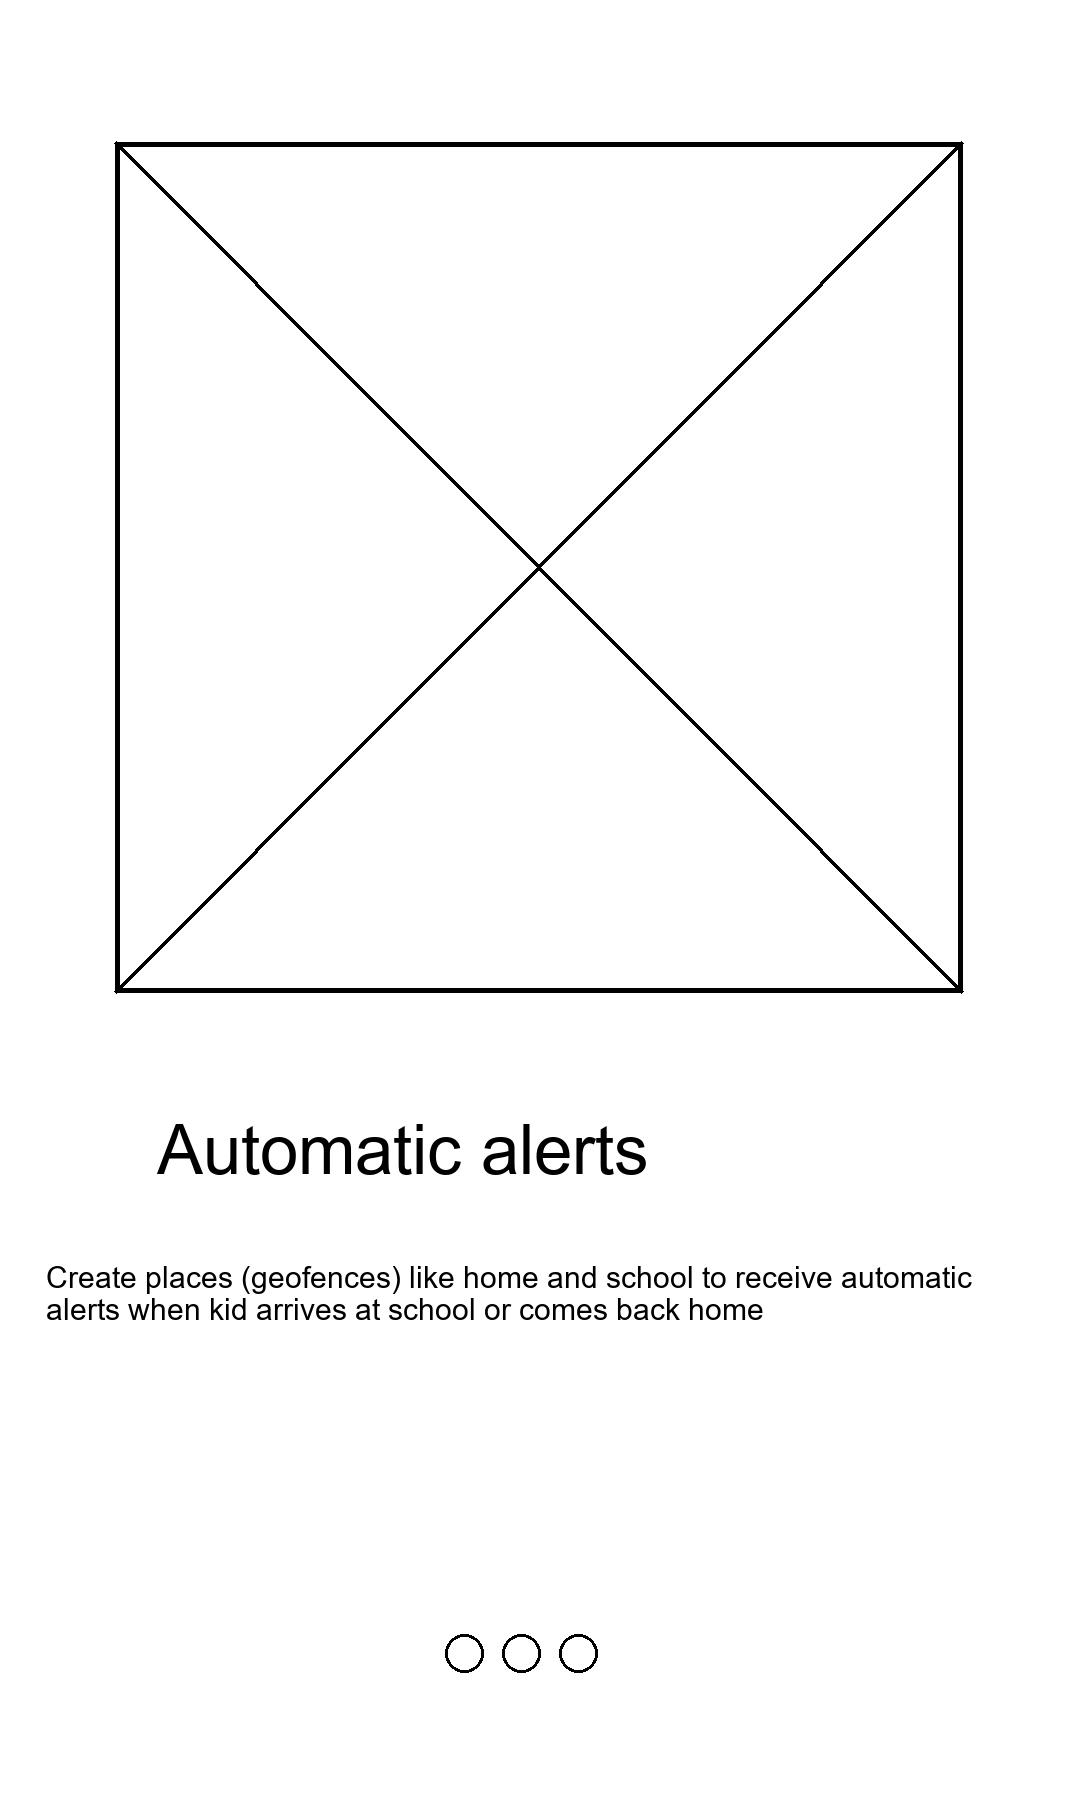 Automatic alerts
Create places (geofences) like home and school to receive automatic
alerts when kid arrives at school or comes back home